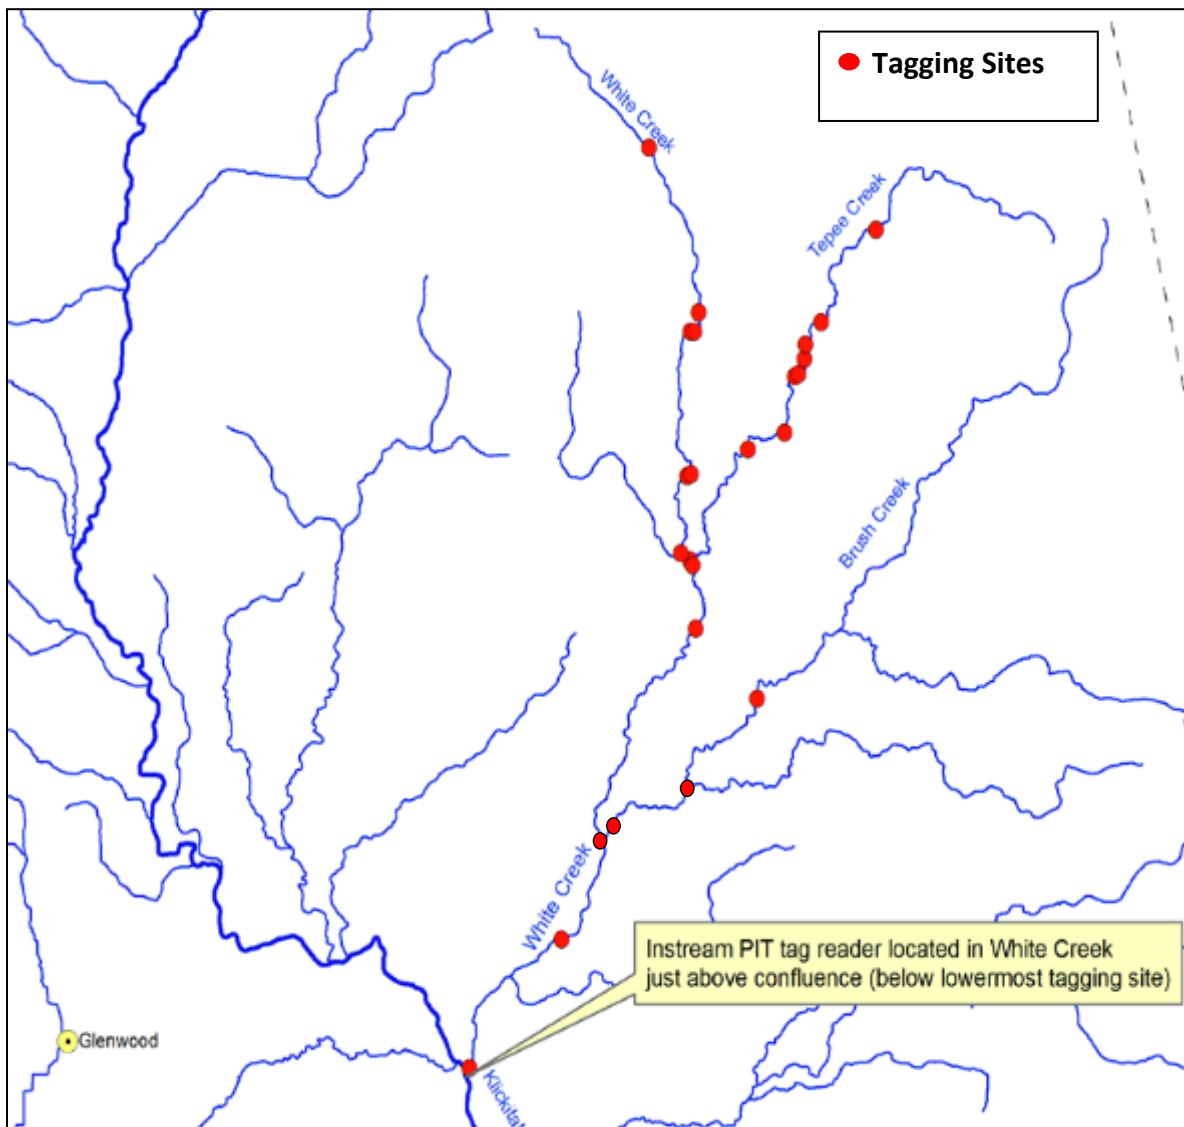 Tagging Sites
White Creek
Tepee Creek
Brush Creek
White Creek
Instream PIT tag reader located in White Creek
just above confluence (below lowermost tagging site)
Glenwood
Klickitat